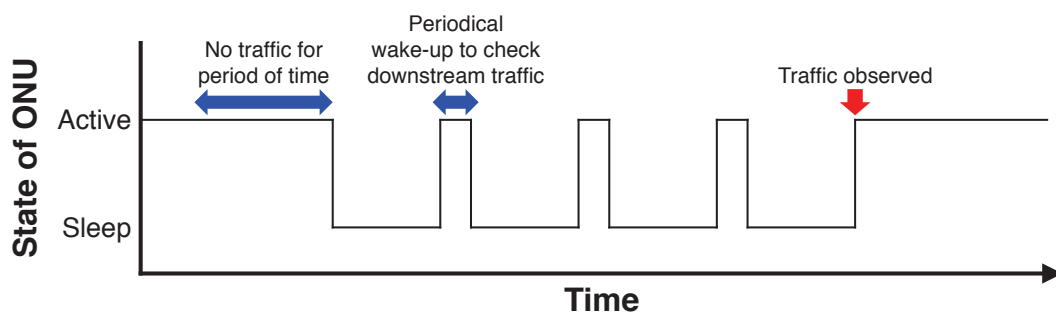 Periodical
wake-up to check
downstream traffic
No traffic for
period of time
Traffic observed
State of ONU
Active
Sleep
Time